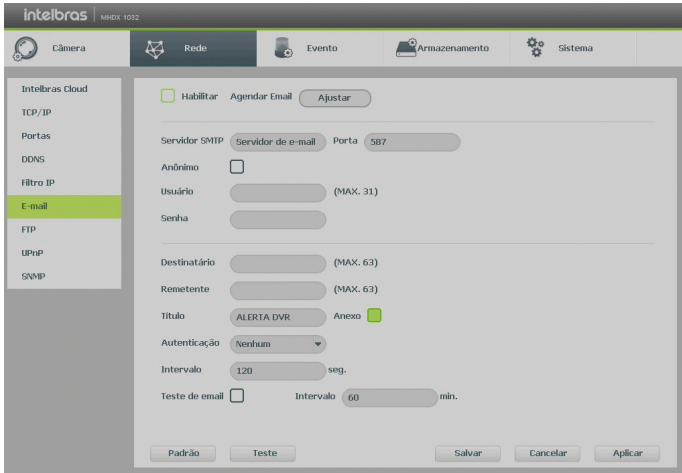 intelbras MHDX 1032
Câmera Rede Evento Armazenamento Sistema
Intelbras Cloud
TCP/IP
Portas
DDNS
Filtro IP
E-mail
FTP
UPnP
SNMP
Habilitar Agendar Email Ajustar
Servidor SMTP Servidor de e-mail Porta 587
Anônimo
Usuário (MAX. 31)
Senha
Destinatário (MAX. 63)
Remetente (MAX. 63)
Título ALERTA DVR Anexo
Autenticação Nenhum
Intervalo 120 seg.
Teste de email Intervalo 60 min.
Padrão Teste Salvar Cancelar Aplicar